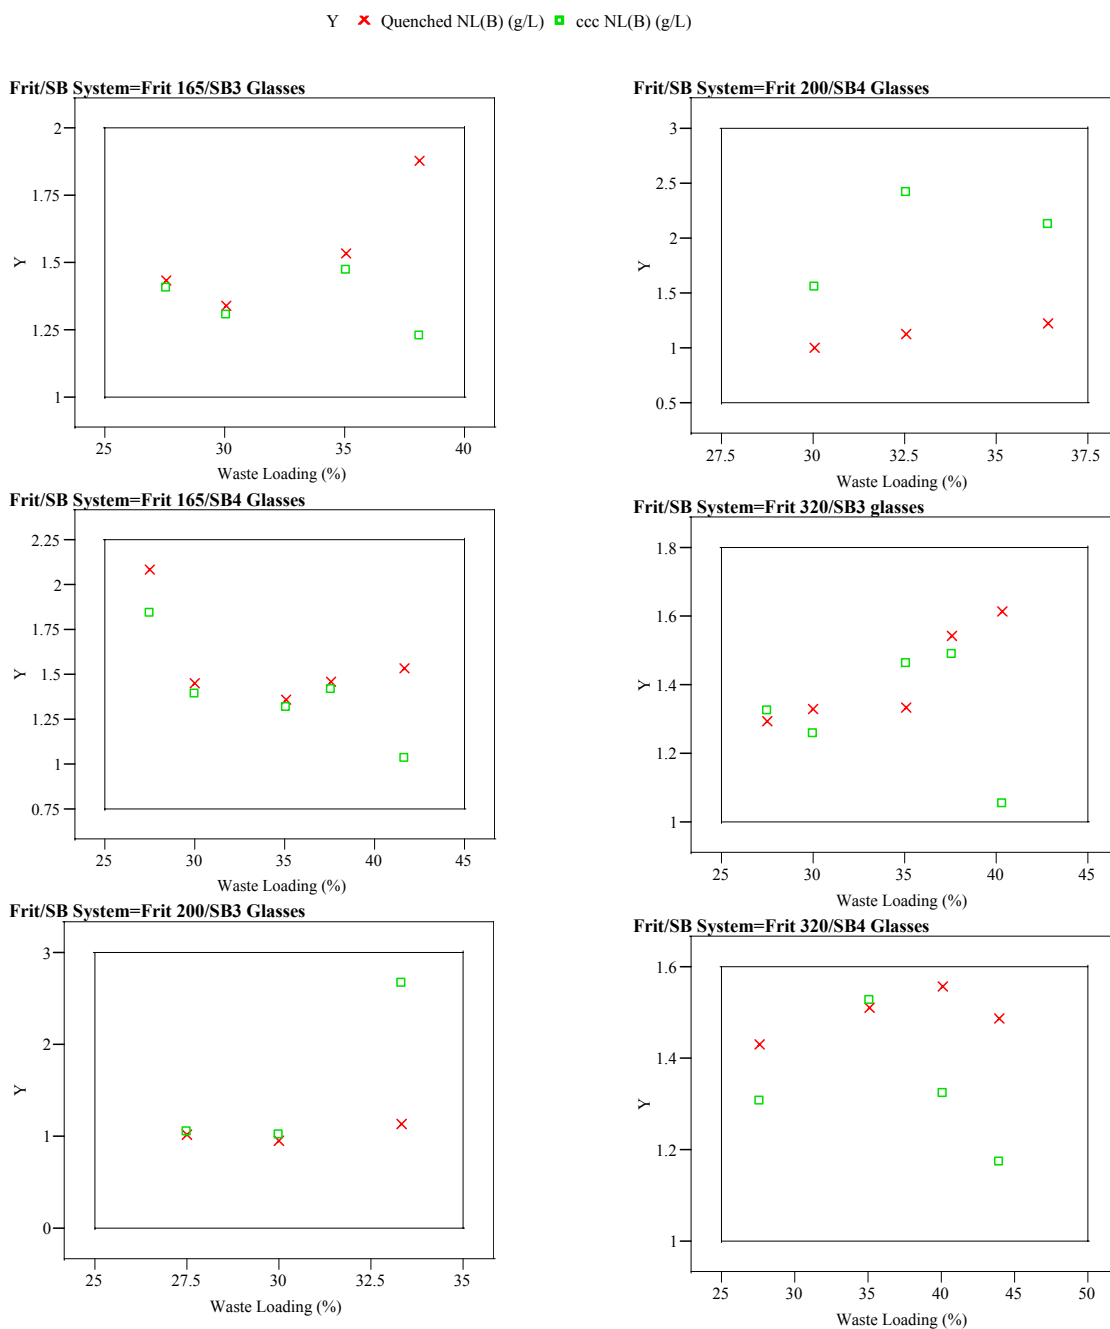 Y Quenched NL(B) (g/L) ccc NL(B) (g/L)
Frit/SB System=Frit 165/SB3 Glasses
2
1.75
1.5
1.25
1
Y
25 30 35 40
Waste Loading (%)
Frit/SB System=Frit 165/SB4 Glasses
2.25
2
1.75
1.5
1.25
1
0.75
Y
25 30 35 40 45
Waste Loading (%)
Frit/SB System=Frit 200/SB3 Glasses
3
2
1
0
Y
25 27.5 30 32.5 35
Waste Loading (%)
Frit/SB System=Frit 200/SB4 Glasses
3
2.5
2
1.5
1
0.5
Y
27.5 30 32.5 35 37.5
Waste Loading (%)
Frit/SB System=Frit 320/SB3 glasses
1.8
1.6
1.4
1.2
1
Y
25 30 35 40 45
Waste Loading (%)
Frit/SB System=Frit 320/SB4 Glasses
1.6
1.4
1.2
1
Y
25 30 35 40 45 50
Waste Loading (%)